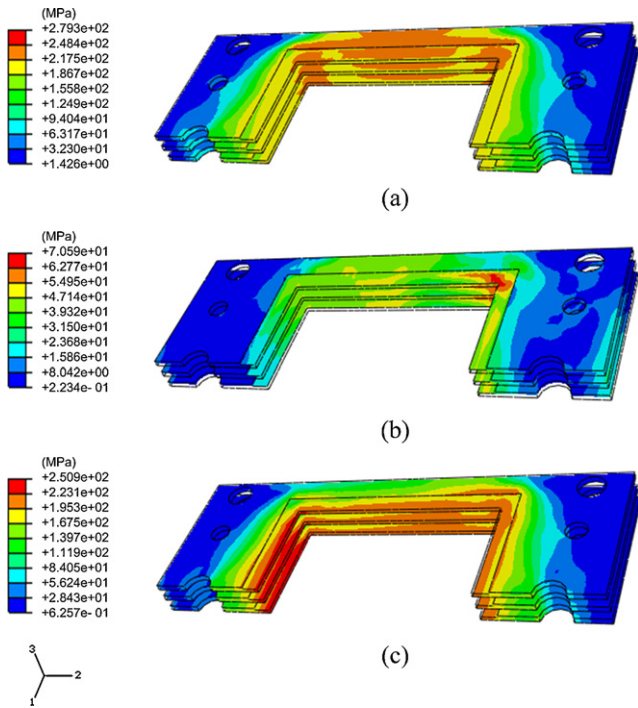 (MPa)
+2.793e+02
+2.484e+02
+2.175e+02
+1.867e+02
+1.558e+02
+1.249e+02
+9.404e+01
+6.317e+01
+3.230e+01
+1.426e+00
(a)
(MPa)
+7.059e+01
+6.277e+01
+5.495e+01
+4.714e+01
+3.932e+01
+3.150e+01
+2.368e+01
+1.586e+01
+8.042e+00
+2.234e- 01
(b)
(MPa)
+2.509e+02
+2.231e+02
+1.953e+02
+1.675e+02
+1.397e+02
+1.119e+02
+8.405e+01
+5.624e+01
+2.843e+01
+6.257e- 01
(c)
3
2
1